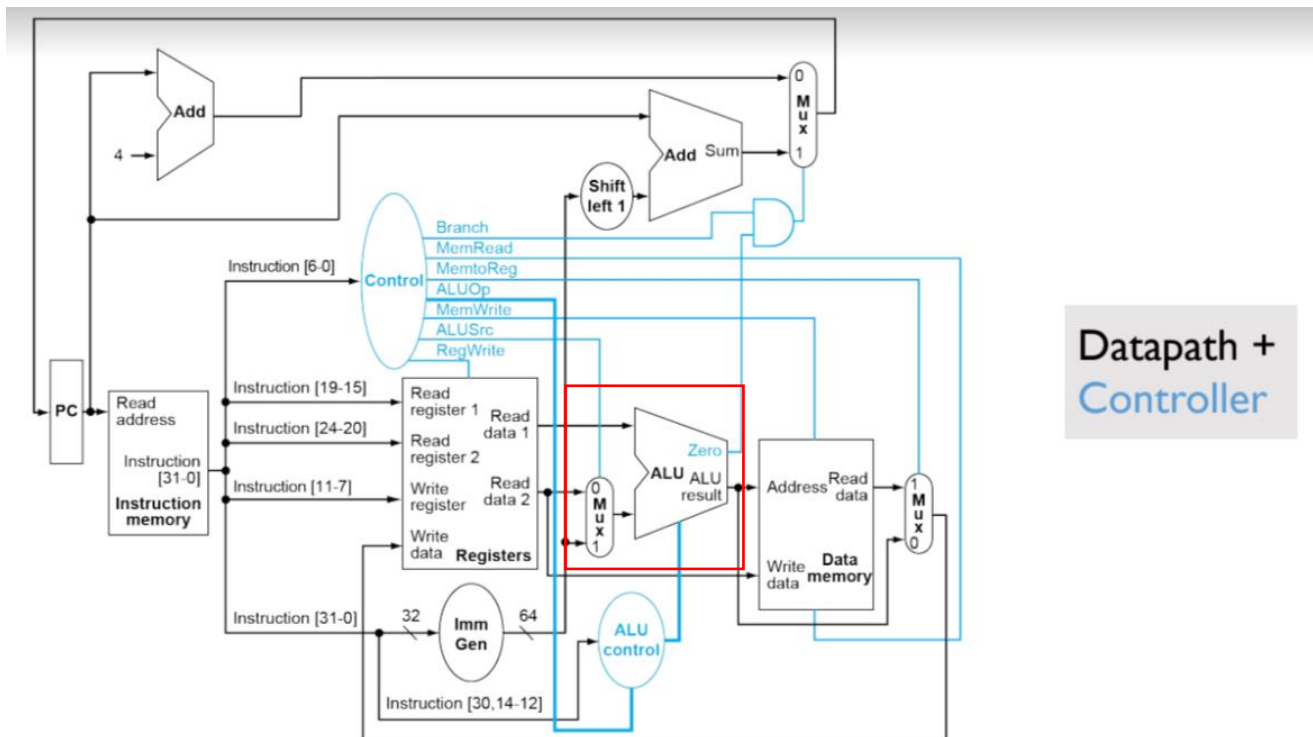 Add
4
Add Sum
0
Mux
1
Shift
left 1
Branch
MemRead
MemtoReg
ALUOp
MemWrite
ALUSrc
RegWrite
Control
Instruction [6-0]
Instruction [19-15]
Instruction [24-20]
Instruction [11-7]
Instruction [31-0]
Instruction [30,14-12]
PC
Read
address
Instruction
[31-0]
Instruction
memory
Read
register 1
Read
register 2
Write
register
Write
data
Read
data 1
Read
data 2
Registers
0
Mux
1
Zero
ALU
ALU
result
Address
Read
data
Write
data
Data
memory
1
Mux
0
32
Imm
Gen
64
ALU
control
Datapath +
Controller